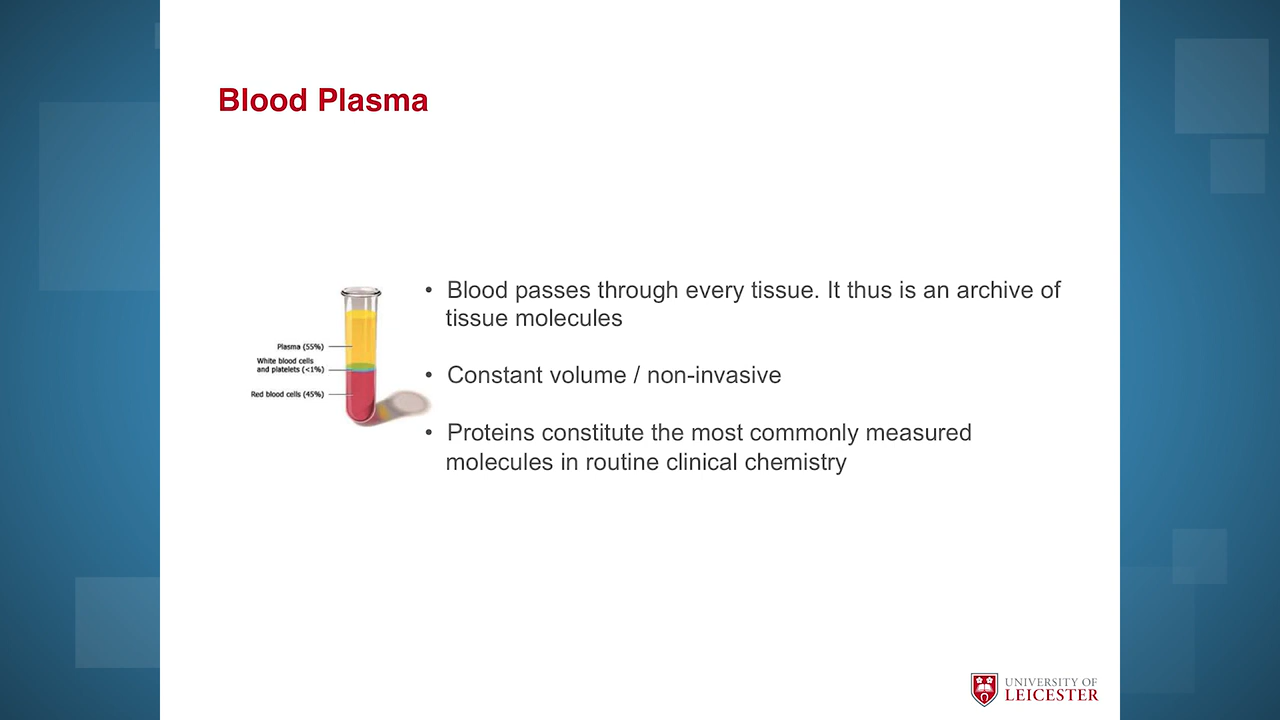 Blood Plasma
Plasma (55%)
White blood cells
and platelets (<1%)
Red blood cells (45%)
• Blood passes through every tissue. It thus is an archive of
tissue molecules
• Constant volume / non-invasive
• Proteins constitute the most commonly measured
molecules in routine clinical chemistry
UNIVERSITY OF
LEICESTER